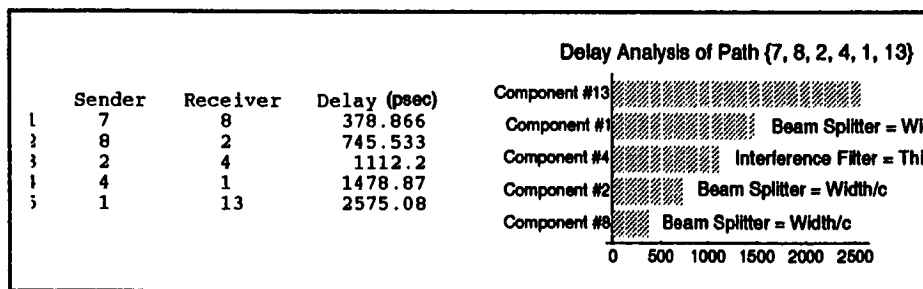 Sender Receiver Delay (psec)
7 8 378.866
8 2 745.533
2 4 1112.2
4 1 1478.87
1 13 2575.08
Delay Analysis of Path {7, 8, 2, 4, 1, 13}
Component #13
Component #1 Beam Splitter =
Component #4 Interference Filter =
Component #2 Beam Splitter = Width/c
Component #8 Beam Splitter = Width/c
0 500 1000 1500 2000 2500